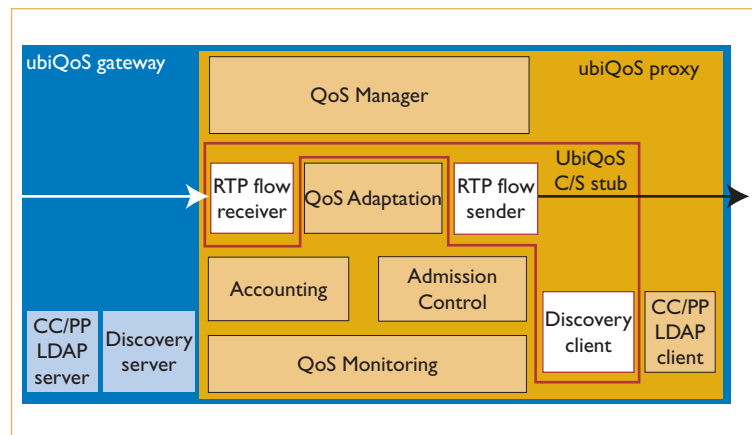 ubiQoS gateway
ubiQoS proxy
QoS Manager
RTP flow
receiver
QoS Adaptation
RTP flow
sender
UbiQoS
C/S stub
Accounting
Admission
Control
CC/PP
LDAP
server
Discovery
server
QoS Monitoring
Discovery
client
CC/PP
LDAP
client